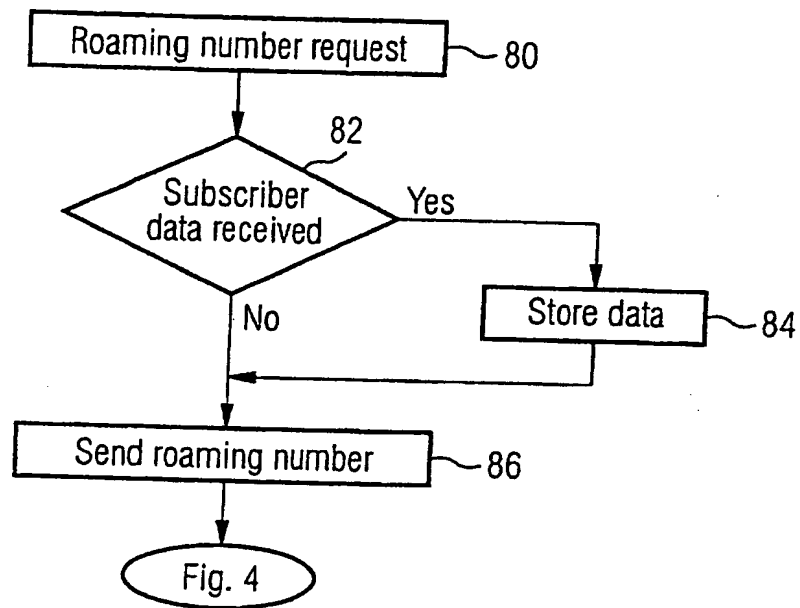 Roaming number request
80
82
Subscriber
data received
Yes
No
Store data
84
Send roaming number
86
Fig. 4